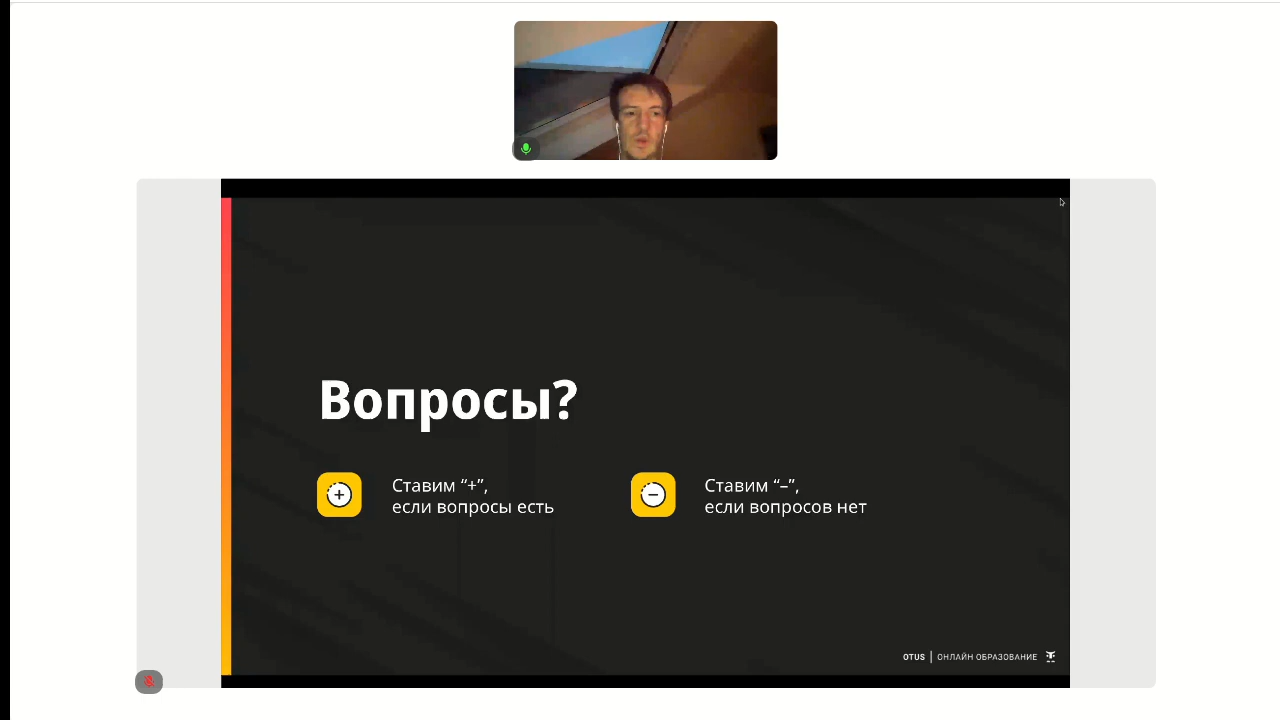 Вопросы?
Ставим “+”,
если вопросы есть
Ставим “–”,
если вопросов нет
OTUS | ОНЛАЙН ОБРАЗОВАНИЕ